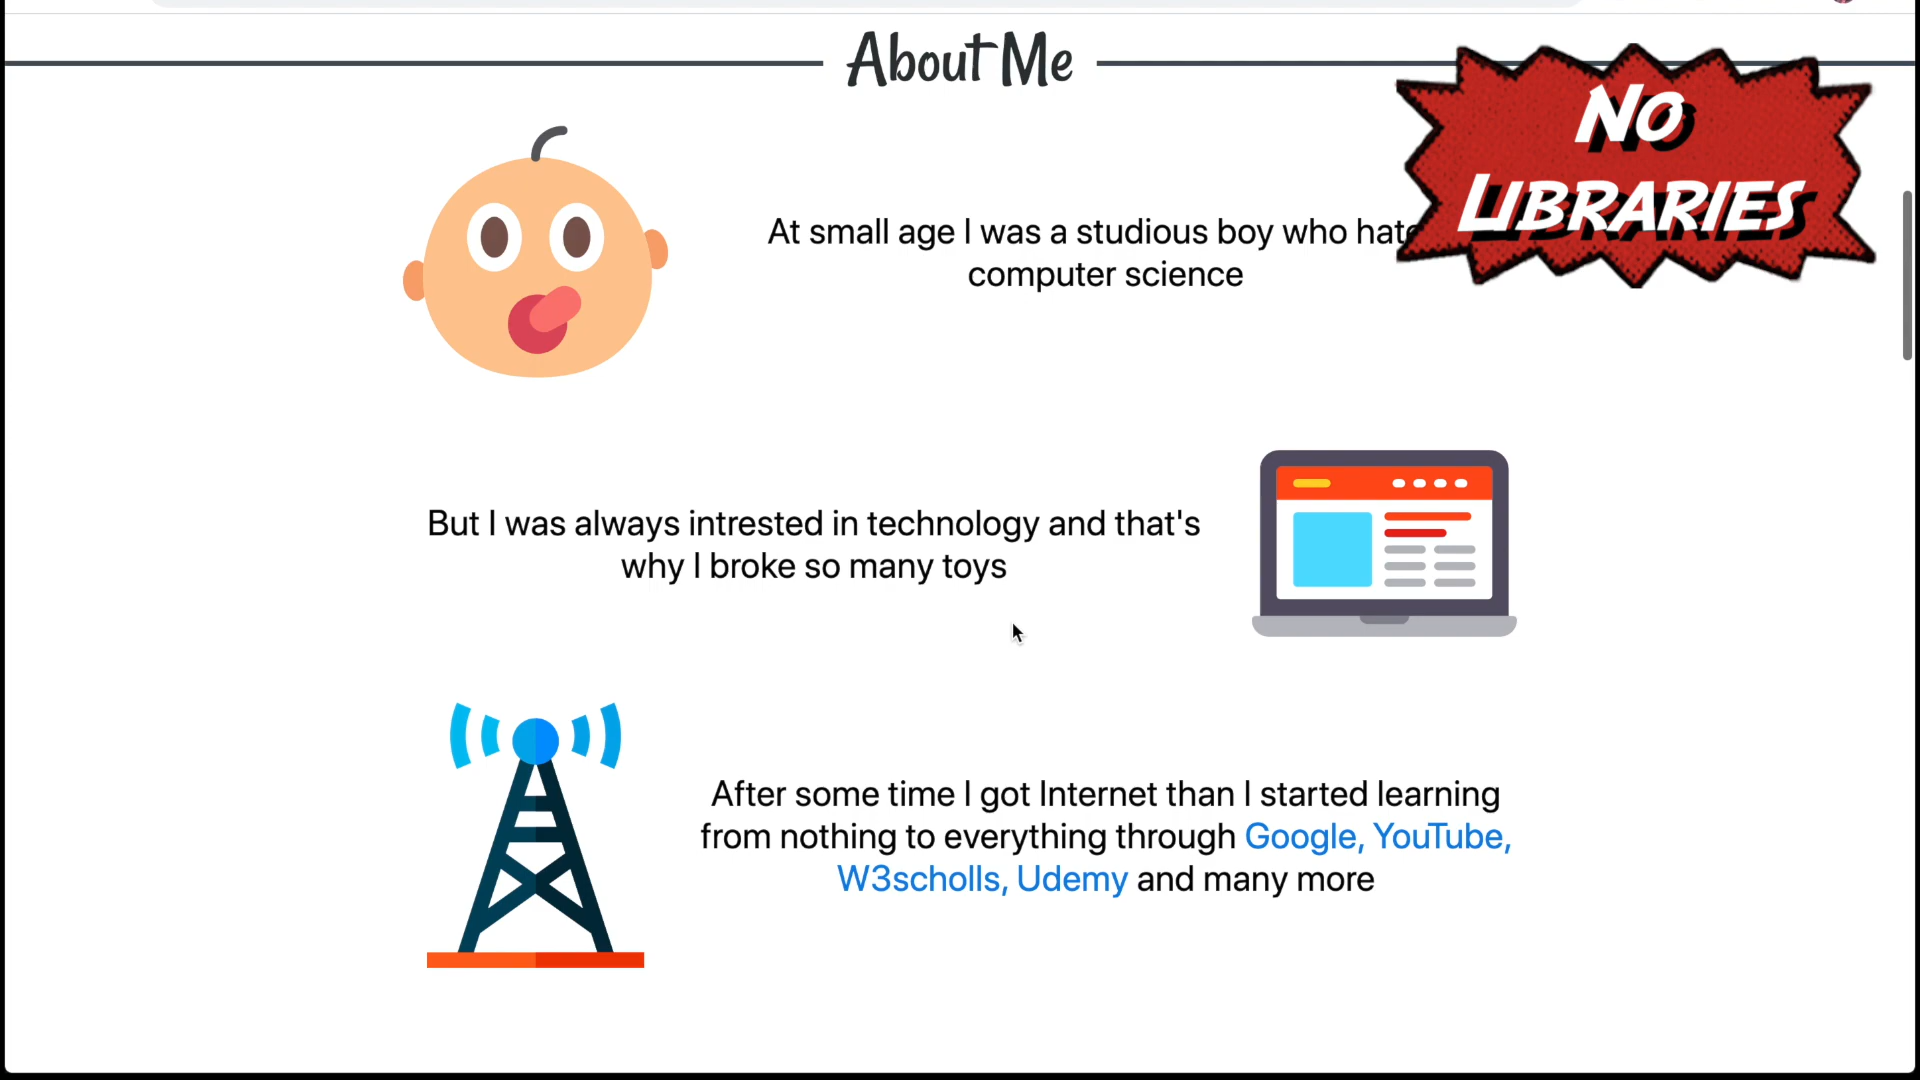 About Me
No
Libraries
At small age I was a studious boy who
computer science
But I was always intrested in technology and that's
why I broke so many toys
After some time I got Internet than I started learning
from nothing to everything through Google, YouTube,
W3scholls, Udemy and many more